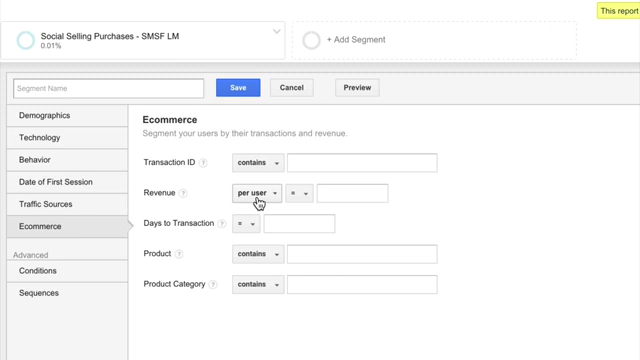 This report
Social Selling Purchases - SMSF LM
0.01%
+ Add Segment
Segment Name
Save
Cancel
Preview
Demographics
Technology
Behavior
Date of First Session
Traffic Sources
Ecommerce
Advanced
Conditions
Sequences
Ecommerce
Segment your users by their transactions and revenue.
Transaction ID ? contains
Revenue ? per user =
Days to Transaction ? =
Product ? contains
Product Category ? contains